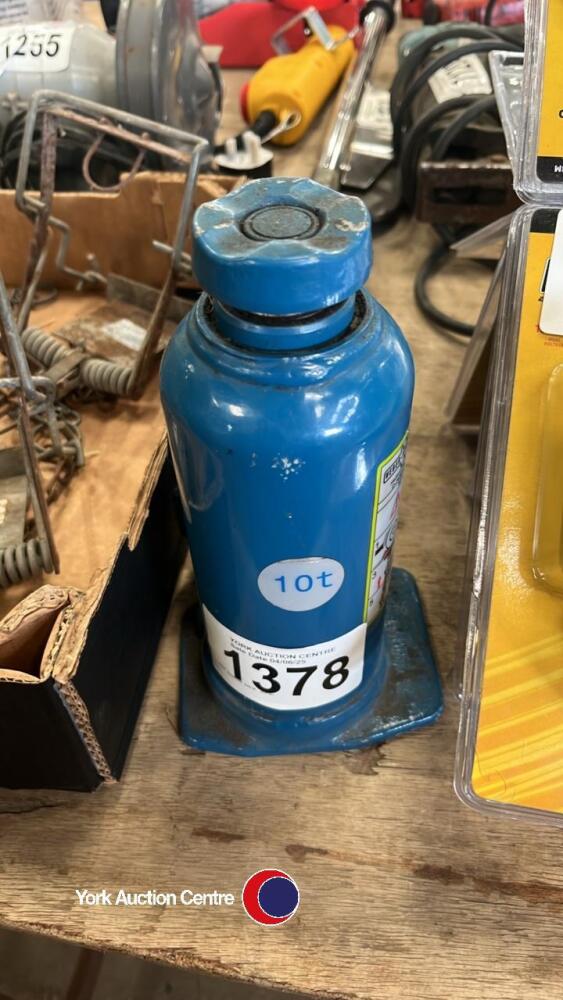 1255
10t
YORK AUCTION CENTRE
Sale Date 04/06/25
1378
York Auction Centre